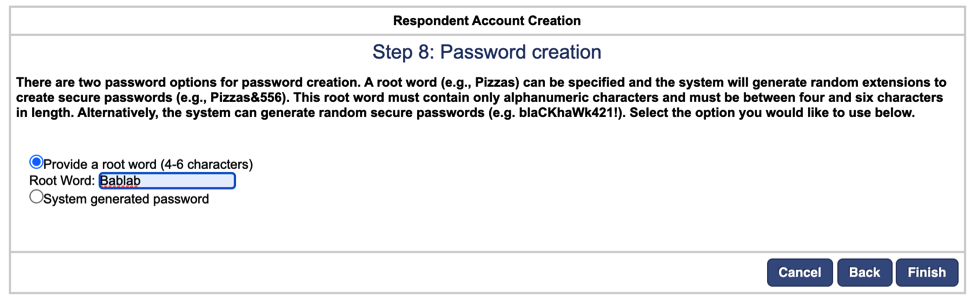 Respondent Account Creation
Step 8: Password creation
There are two password options for password creation. A root word (e.g., Pizzas) can be specified and the system will generate random extensions to
create secure passwords (e.g., Pizzas&556). This root word must contain only alphanumeric characters and must be between four and six characters
in length. Alternatively, the system can generate random secure passwords (e.g. blaCKhaWk421!). Select the option you would like to use below.
Provide a root word (4-6 characters)
Root Word: Bablab
System generated password
Cancel Back Finish